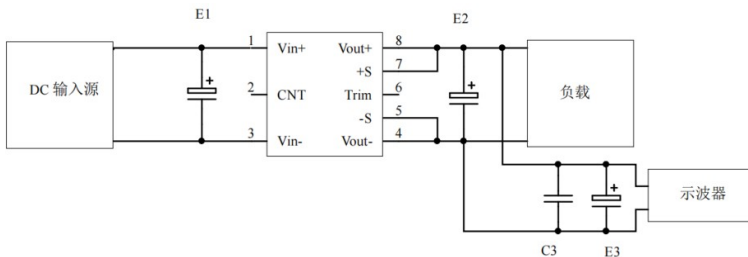 E1
E2
DC 输入源
1 Vin+ Vout+ 8
+S 7
2 CNT Trim 6
-S 5
3 Vin- Vout- 4
+
+
负载
+
示波器
C3
E3